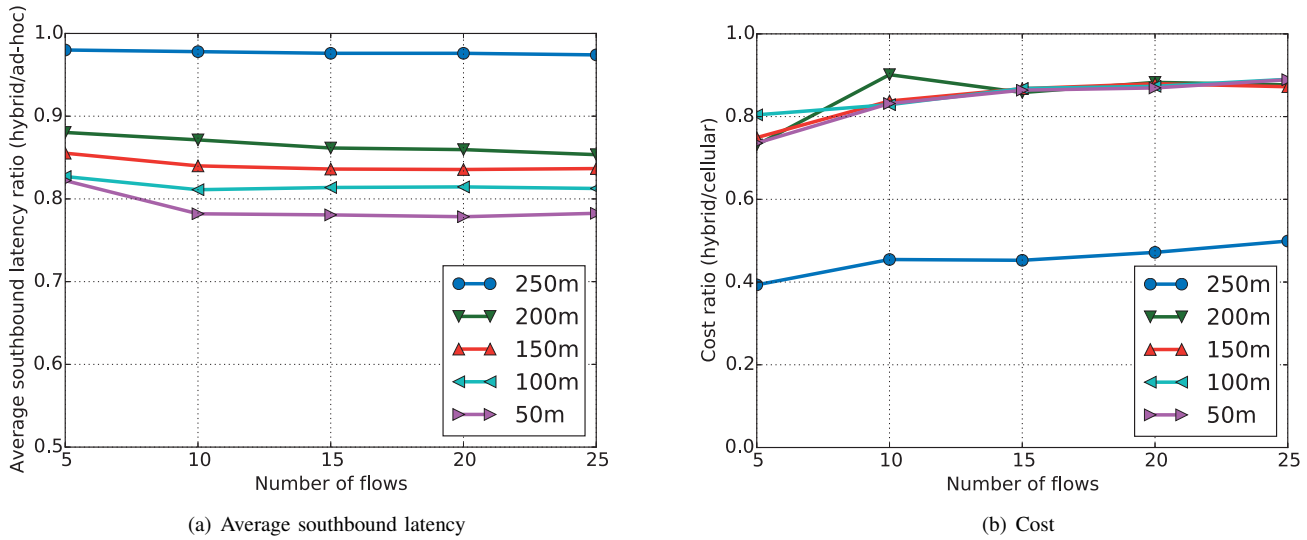 Average southbound latency ratio (hybrid/ad-hoc)
1.0
0.9
0.8
0.7
0.6
0.5
250m
200m
150m
100m
50m
5
10
15
20
25
Number of flows
(a) Average southbound latency
Cost ratio (hybrid/cellular)
1.0
0.8
0.6
0.4
0.2
0.0
250m
200m
150m
100m
50m
5
10
15
20
25
Number of flows
(b) Cost